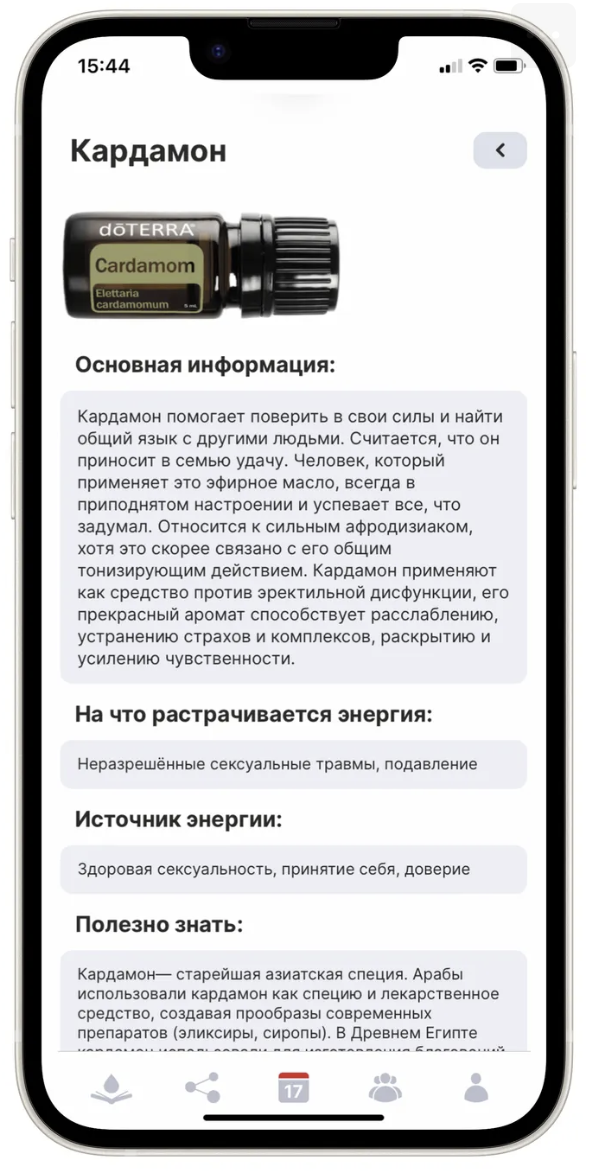 15:44
Кардамон
dōTERRA®
Cardamom
Elettaria
cardamomum
Основная информация:
Кардамон помогает поверить в свои силы и найти
общий язык с другими людьми. Считается, что он
приносит в семью удачу. Человек, который
применяет это эфирное масло, всегда в
приподнятом настроении и успевает все, что
задумал. Относится к сильным афродизиакам,
хотя это скорее связано с его общим
тонизирующим действием. Кардамон применяют
как средство против эректильной дисфункции, его
прекрасный аромат способствует расслаблению,
устранению страхов и комплексов, раскрытию и
усилению чувственности.
На что растрачивается энергия:
Неразрешённые сексуальные травмы, подавление
Источник энергии:
Здоровая сексуальность, принятие себя, доверие
Полезно знать:
Кардамон— старейшая азиатская специя. Арабы
использовали кардамон как специю и лекарственное
средство, создавая прообразы современных
препаратов (эликсиры, сиропы). В Древнем Египте
17